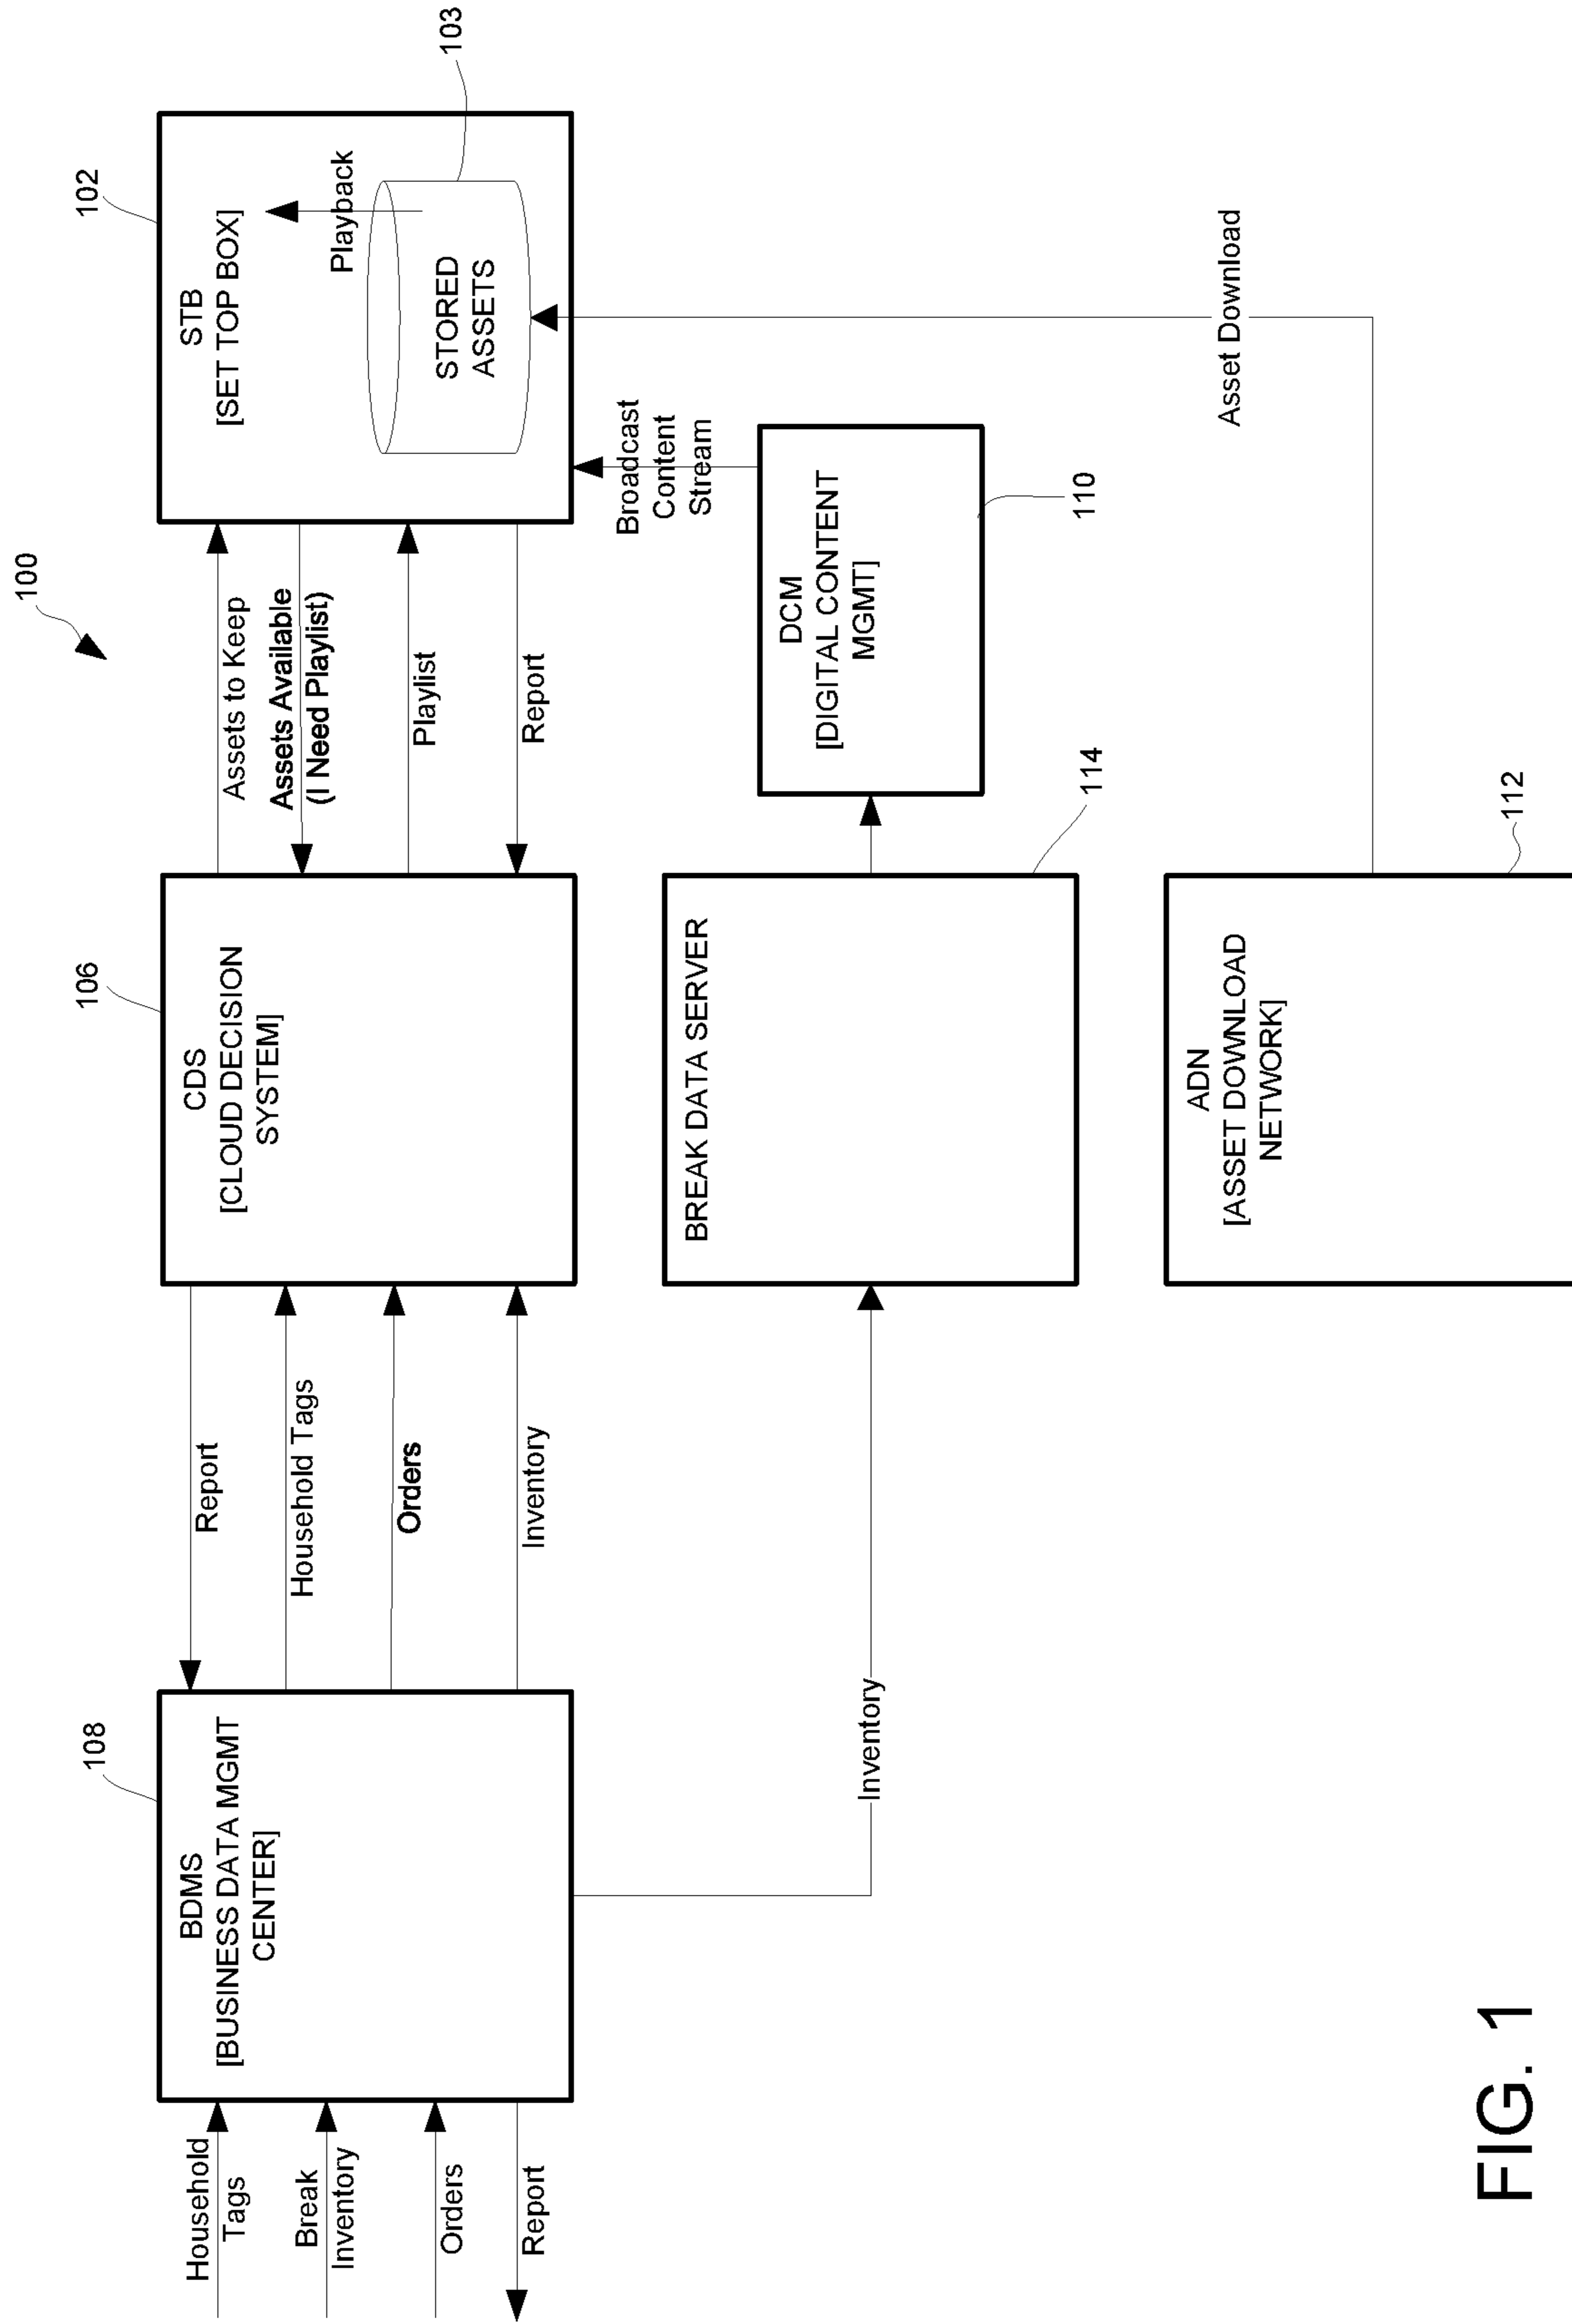 100
108
106
102
BDMS
[BUSINESS DATA MGMT
CENTER]
CDS
[CLOUD DECISION
SYSTEM]
STB
[SET TOP BOX]
Playback
STORED
ASSETS
103
Household
Tags
Break
Inventory
Orders
Report
Report
Household Tags
Orders
Inventory
Assets to Keep
Assets Available
(I Need Playlist)
Playlist
Report
Broadcast
Content
Stream
BREAK DATA SERVER
114
DCM
[DIGITAL CONTENT
MGMT]
110
Inventory
ADN
[ASSET DOWNLOAD
NETWORK]
112
Asset Download
FIG. 1